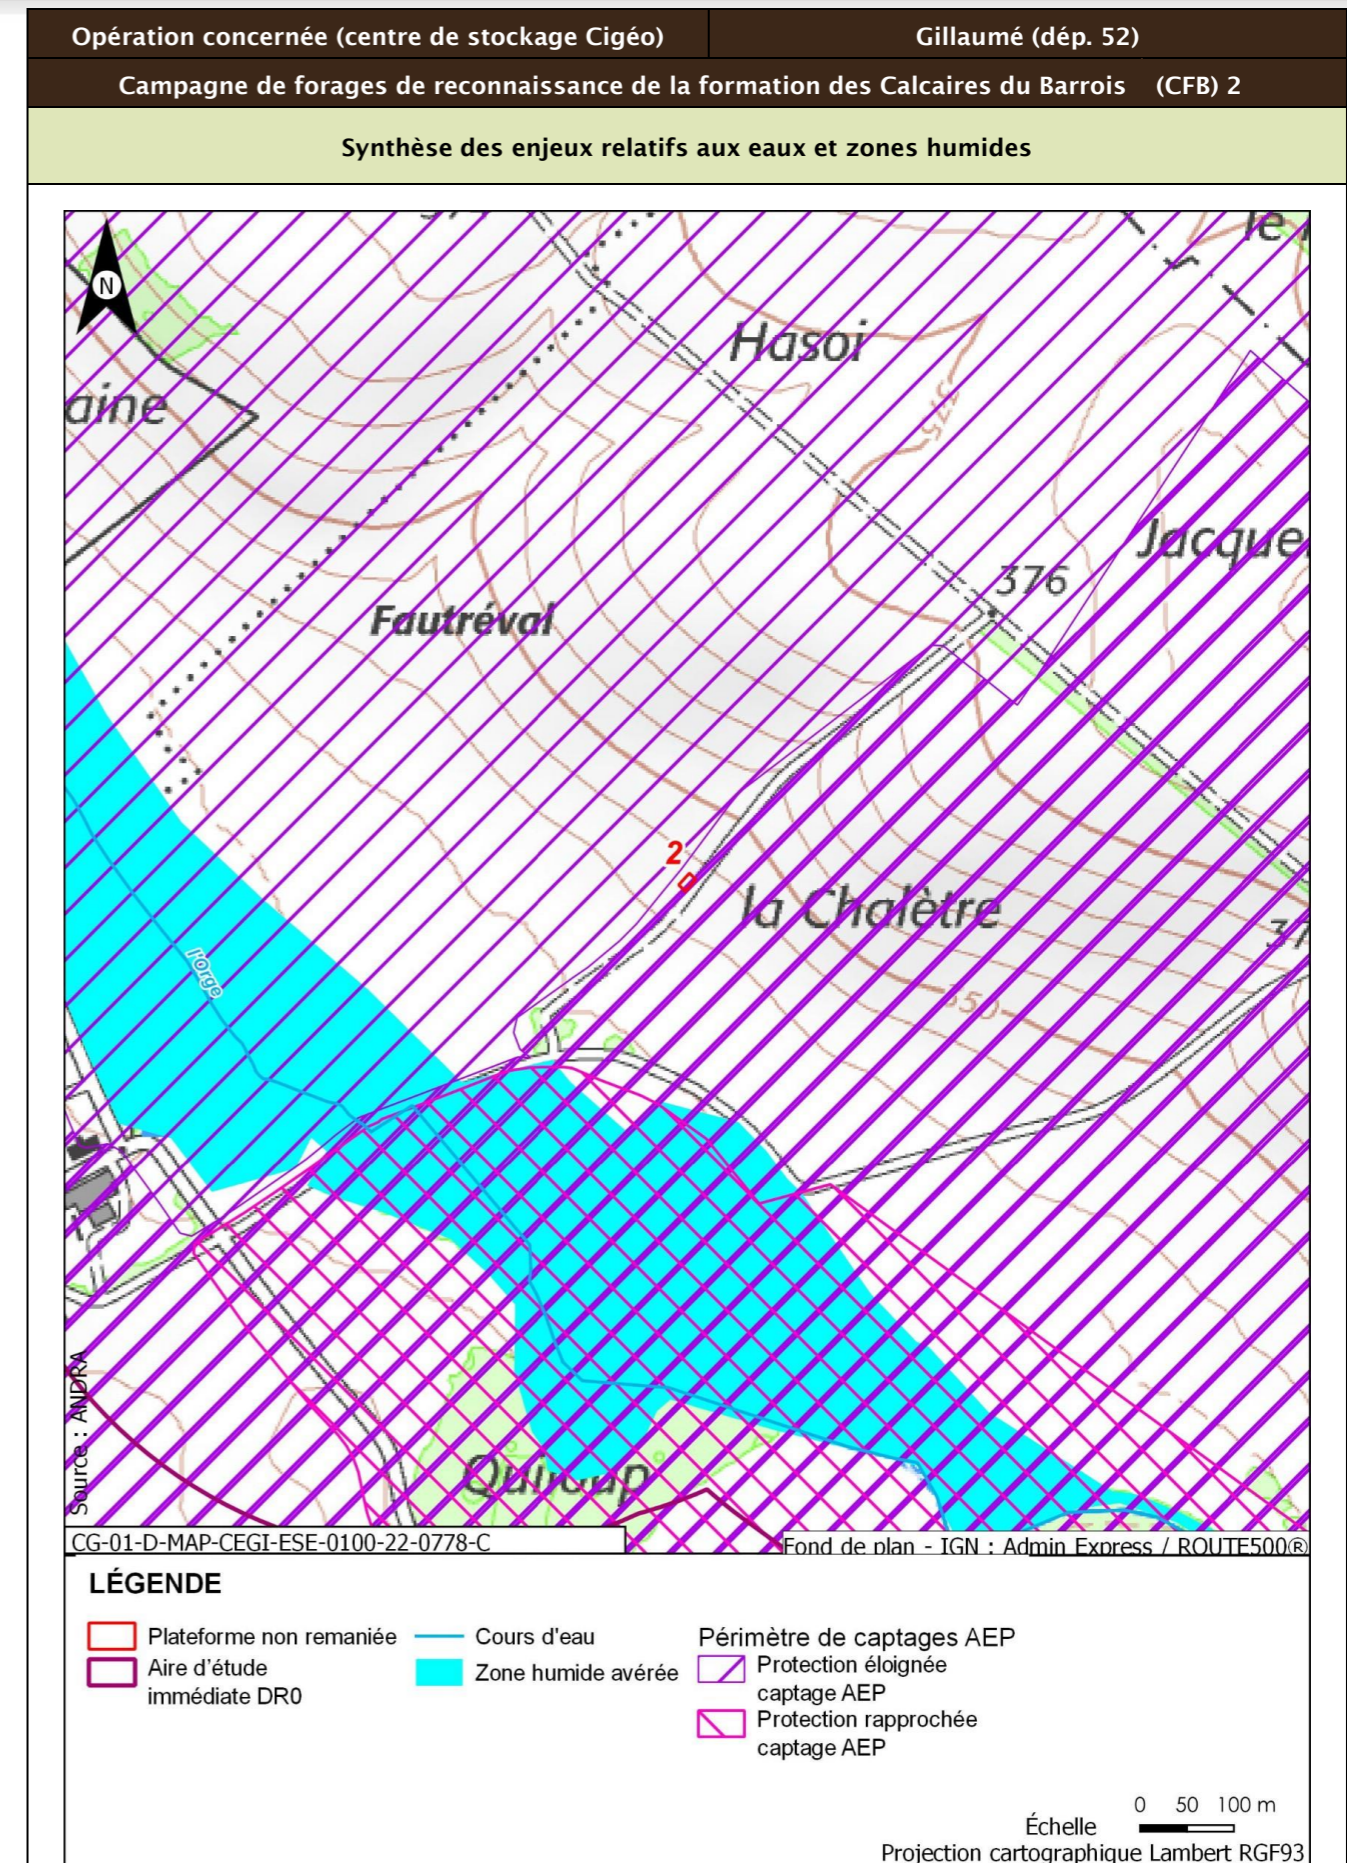 Opération concernée (centre de stockage Cigéo) Gillaumé (dép. 52)
Campagne de forages de reconnaissance de la formation des Calcaires du Barrois (CFB) 2
Synthèse des enjeux relatifs aux eaux et zones humides
N
Hasoi
aine
375
Jacque
376
Fautréval
2
la Chalètre
37
l'Orge
350
Source : ANDRA
CG-01-D-MAP-CEGI-ESE-0100-22-0778-C
Fond de plan - IGN : Admin Express / ROUTE500®
LÉGENDE
Plateforme non remaniée
Aire d'étude
immédiate DR0
Cours d'eau
Zone humide avérée
Périmètre de captages AEP
Protection éloignée
captage AEP
Protection rapprochée
captage AEP
0 50 100 m
Échelle
Projection cartographique Lambert RGF93